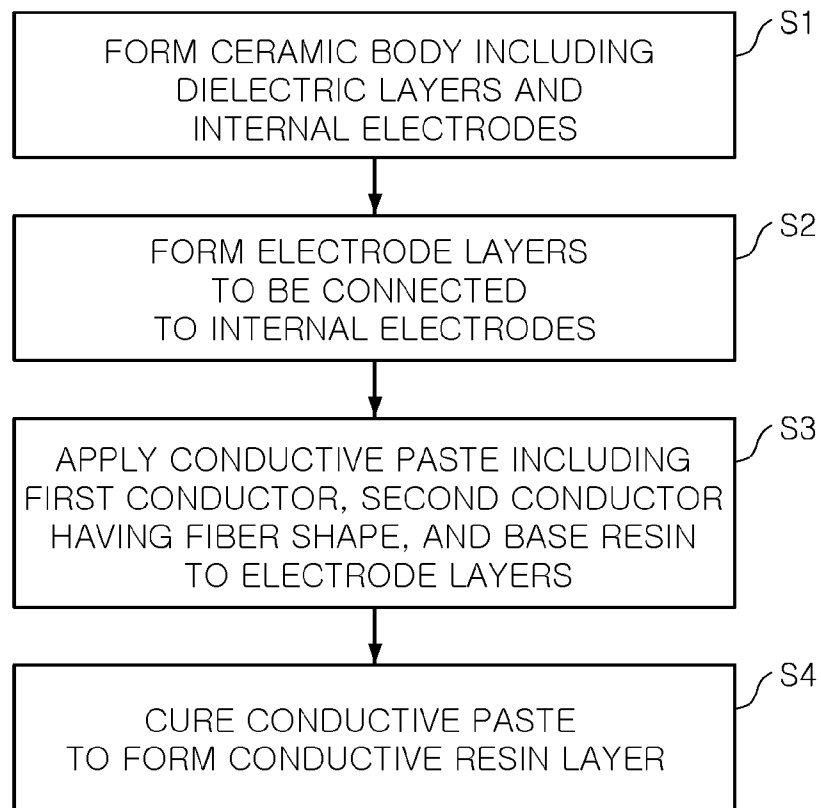 S1
FORM CERAMIC BODY INCLUDING
DIELECTRIC LAYERS AND
INTERNAL ELECTRODES
S2
FORM ELECTRODE LAYERS
TO BE CONNECTED
TO INTERNAL ELECTRODES
S3
APPLY CONDUCTIVE PASTE INCLUDING
FIRST CONDUCTOR, SECOND CONDUCTOR
HAVING FIBER SHAPE, AND BASE RESIN
TO ELECTRODE LAYERS
S4
CURE CONDUCTIVE PASTE
TO FORM CONDUCTIVE RESIN LAYER